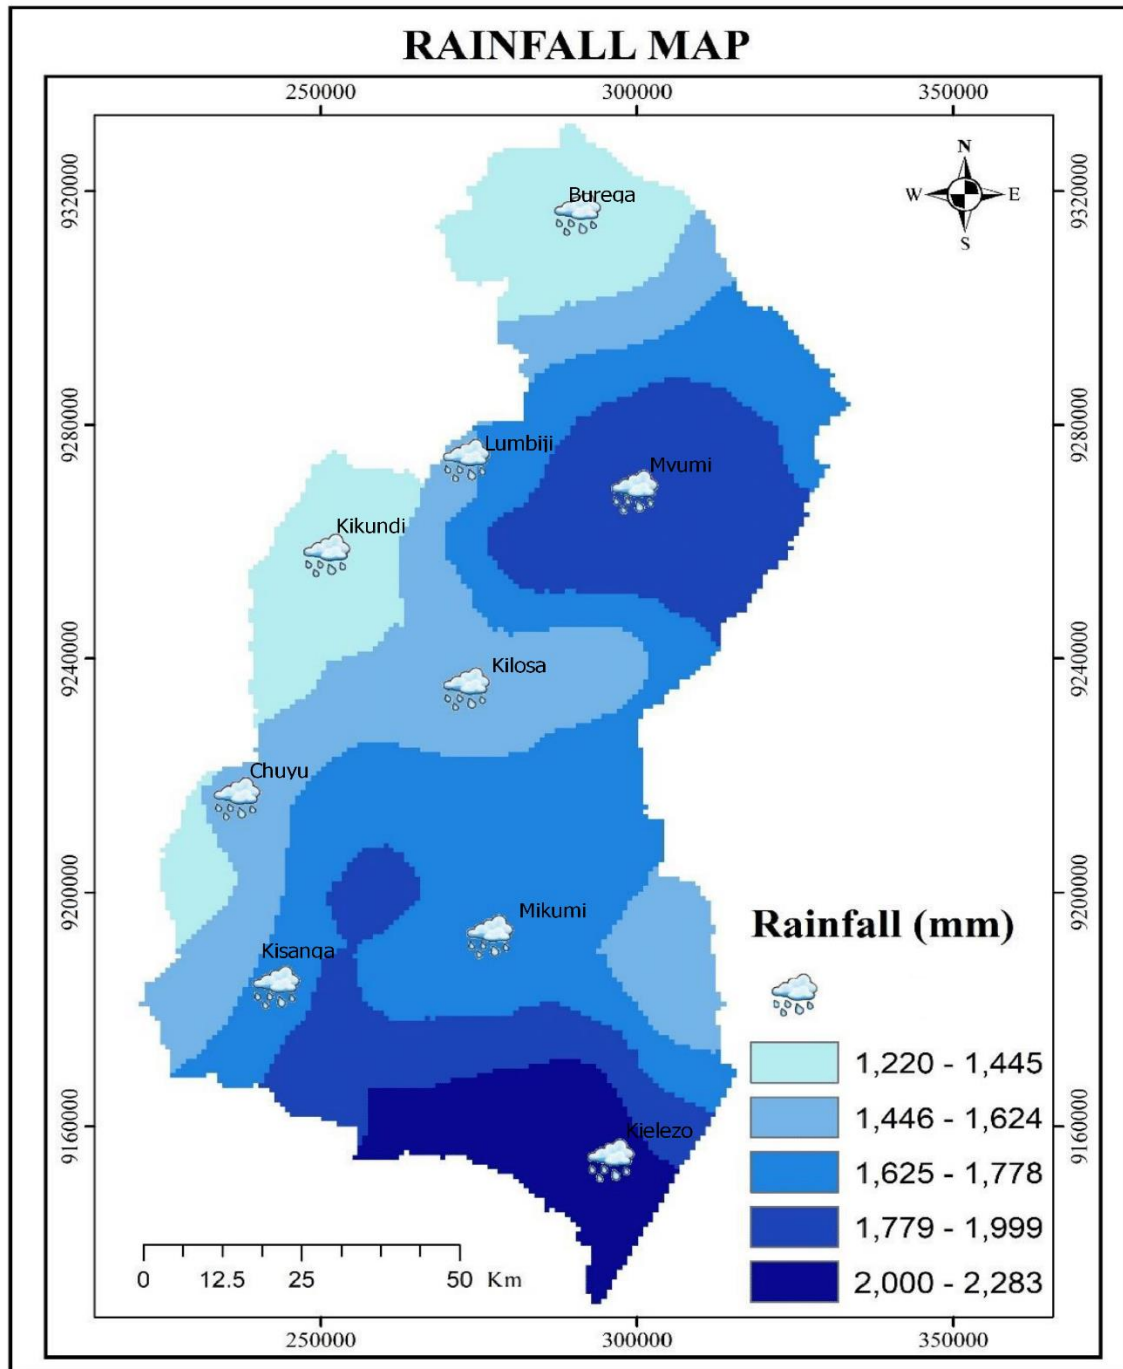 RAINFALL MAP
250000 300000 350000
9320000 9320000
N
W E
S
Burega
9280000 9280000
Lumbiji
Mvumi
Kikundi
9240000 9240000
Kilosa
Chuyu
9200000 9200000
Mikumi
Kisanga
Rainfall (mm)
1,220 - 1,445
1,446 - 1,624
1,625 - 1,778
1,779 - 1,999
2,000 - 2,283
9160000 9160000
Kielezo
0 12.5 25 50 Km
250000 300000 350000